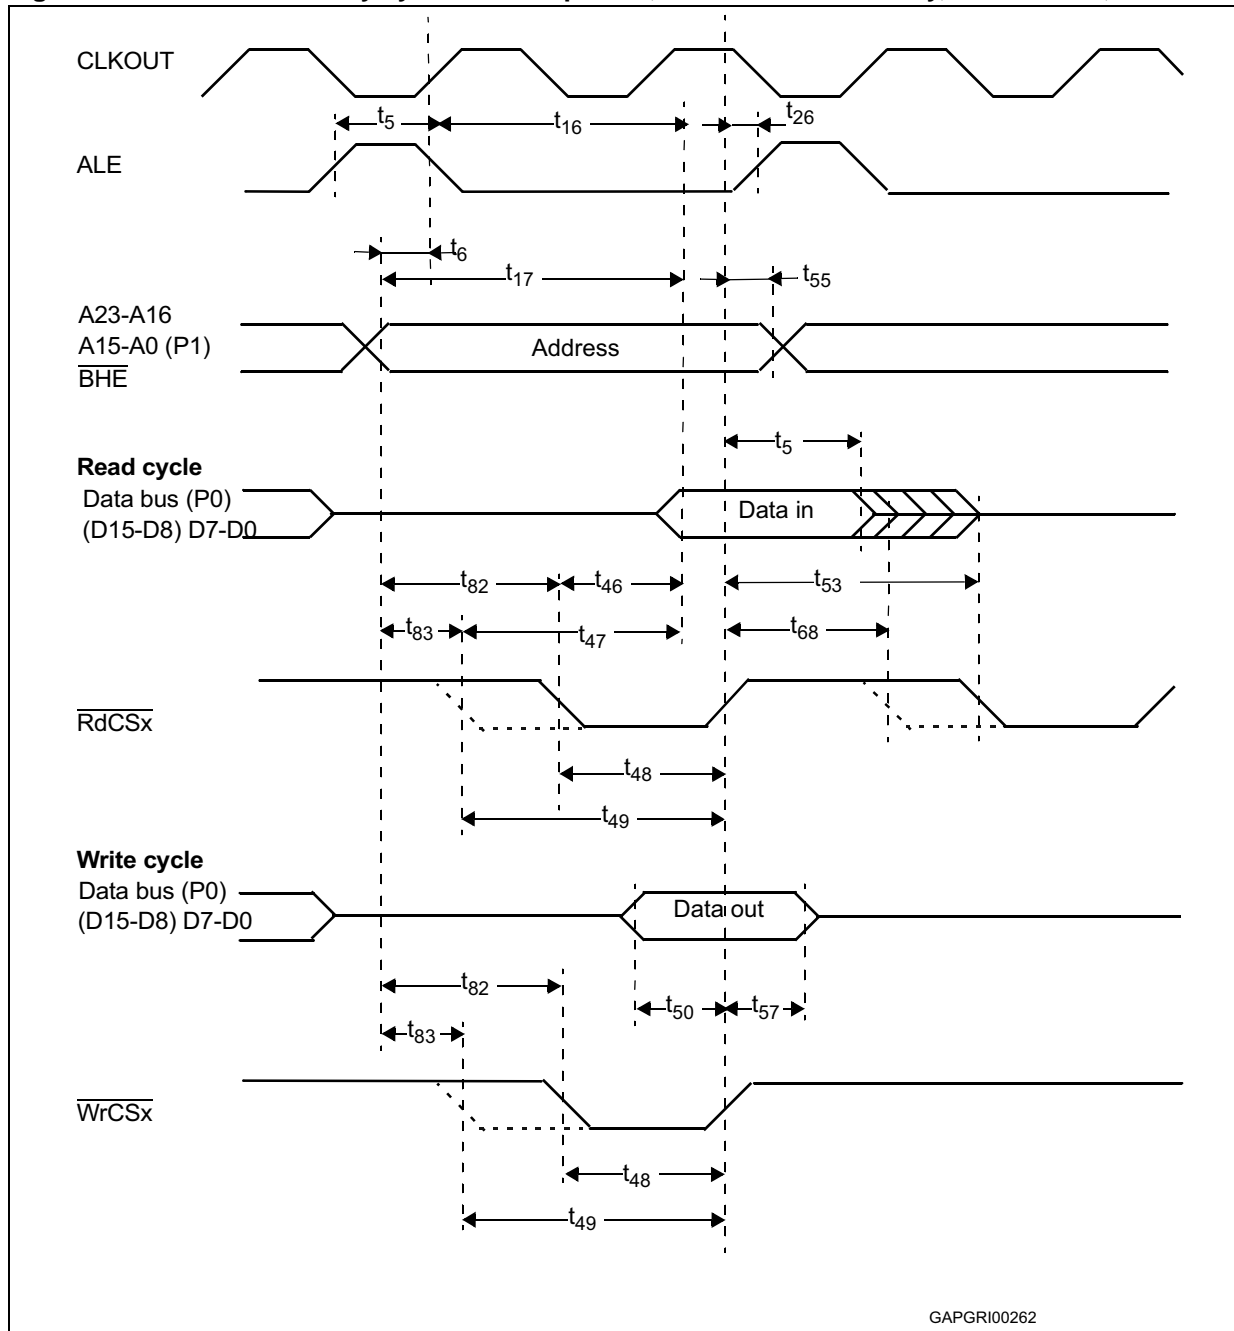 CLKOUT
t5
t16
t26
ALE
t6
t17
t55
A23-A16
A15-A0 (P1)
BHE
Address
t5
Read cycle
Data bus (P0)
(D15-D8) D7-D0
Data in
t82
t46
t53
t83
t47
t68
RdCSx
t48
t49
Write cycle
Data bus (P0)
(D15-D8) D7-D0
Data out
t82
t50
t57
t83
WrCSx
t48
t49
GAPGRI00262